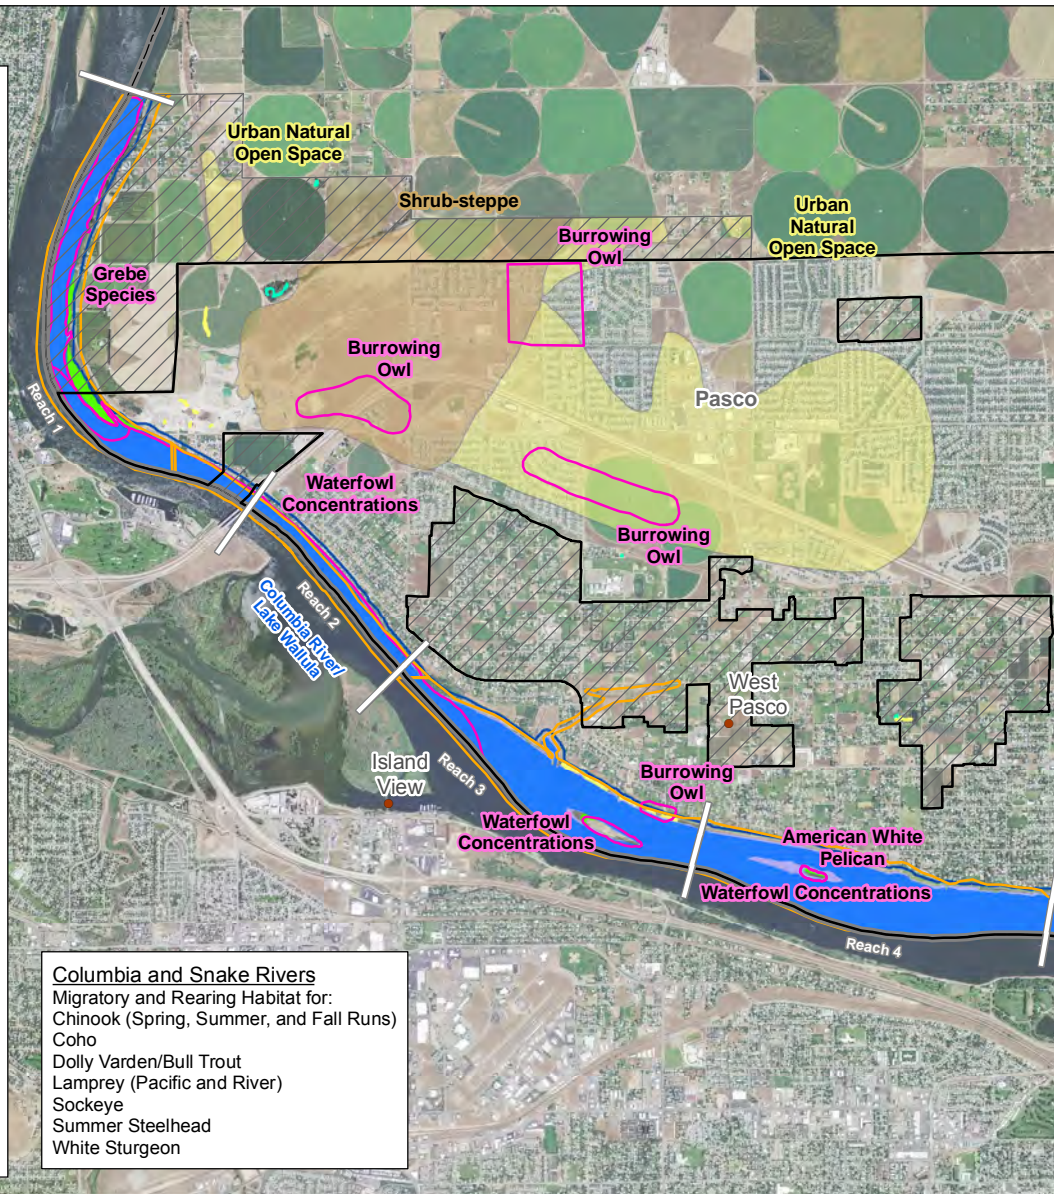 Urban Natural
Open Space
Shrub-steppe
Urban
Natural
Open Space
Burrowing
Owl
Grebe
Species
Burrowing
Owl
Reach 1
Pasco
Waterfowl
Concentrations
Burrowing
Owl
Reach 2
Columbia River/
Lake Wallula
West
Pasco
Island
View
Reach 3
Burrowing
Owl
Waterfowl
Concentrations
American White
Pelican
Waterfowl Concentrations
Reach 4
Columbia and Snake Rivers
Migratory and Rearing Habitat for:
Chinook (Spring, Summer, and Fall Runs)
Coho
Dolly Varden/Bull Trout
Lamprey (Pacific and River)
Sockeye
Summer Steelhead
White Sturgeon